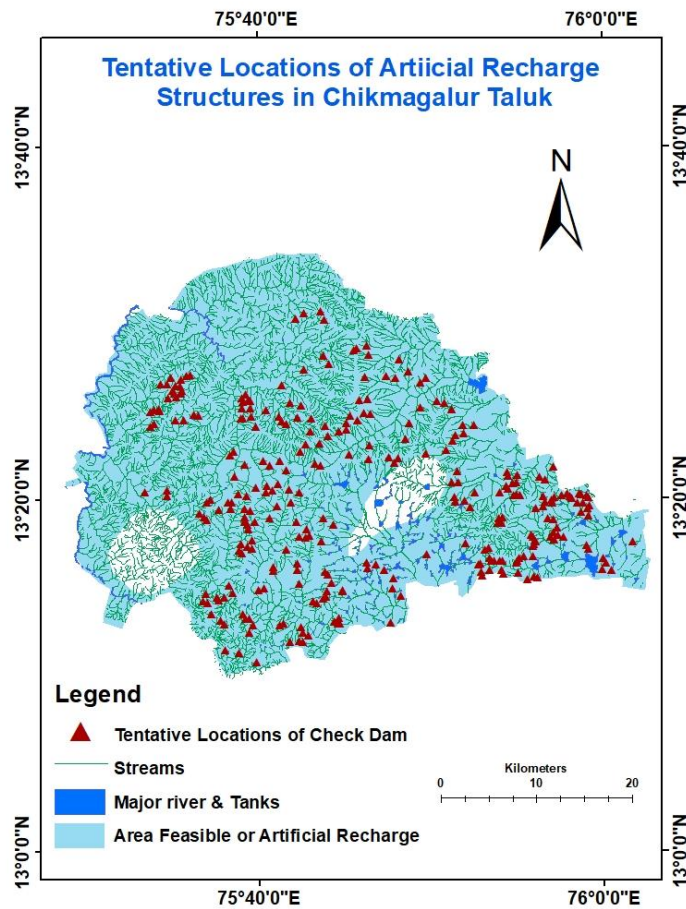 75°40'0"E
76°0'0"E
Tentative Locations of Artiicial Recharge
Structures in Chikmagalur Taluk
13°40'0"N
13°40'0"N
N
13°20'0"N
13°20'0"N
Legend
Tentative Locations of Check Dam
Streams
Major river & Tanks
Area Feasible or Artificial Recharge
Kilometers
0
10
20
13°0'0"N
13°0'0"N
75°40'0"E
76°0'0"E